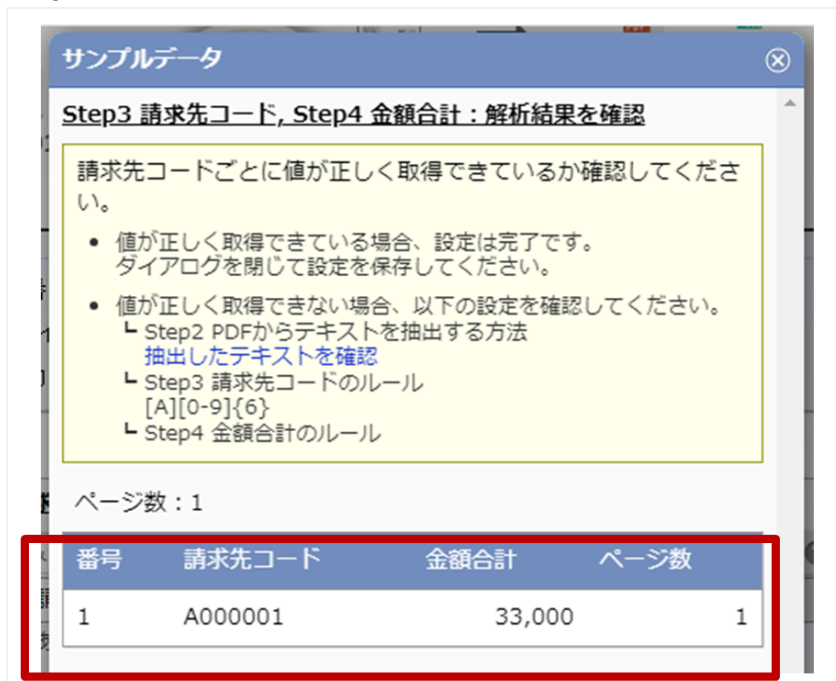 サンプルデータ
Step3 請求先コード, Step4 金額合計：解析結果を確認
請求先コードごとに値が正しく取得できているか確認してくださ
い。
• 値が正しく取得できている場合、設定は完了です。
ダイアログを閉じて設定を保存してください。
• 値が正しく取得できない場合、以下の設定を確認してください。
┗ Step2 PDFからテキストを抽出する方法
抽出したテキストを確認
┗ Step3 請求先コードのルール
[A][0-9]{6}
┗ Step4 金額合計のルール
ページ数：1
番号 請求先コード 金額合計 ページ数
1 A000001 33,000 1